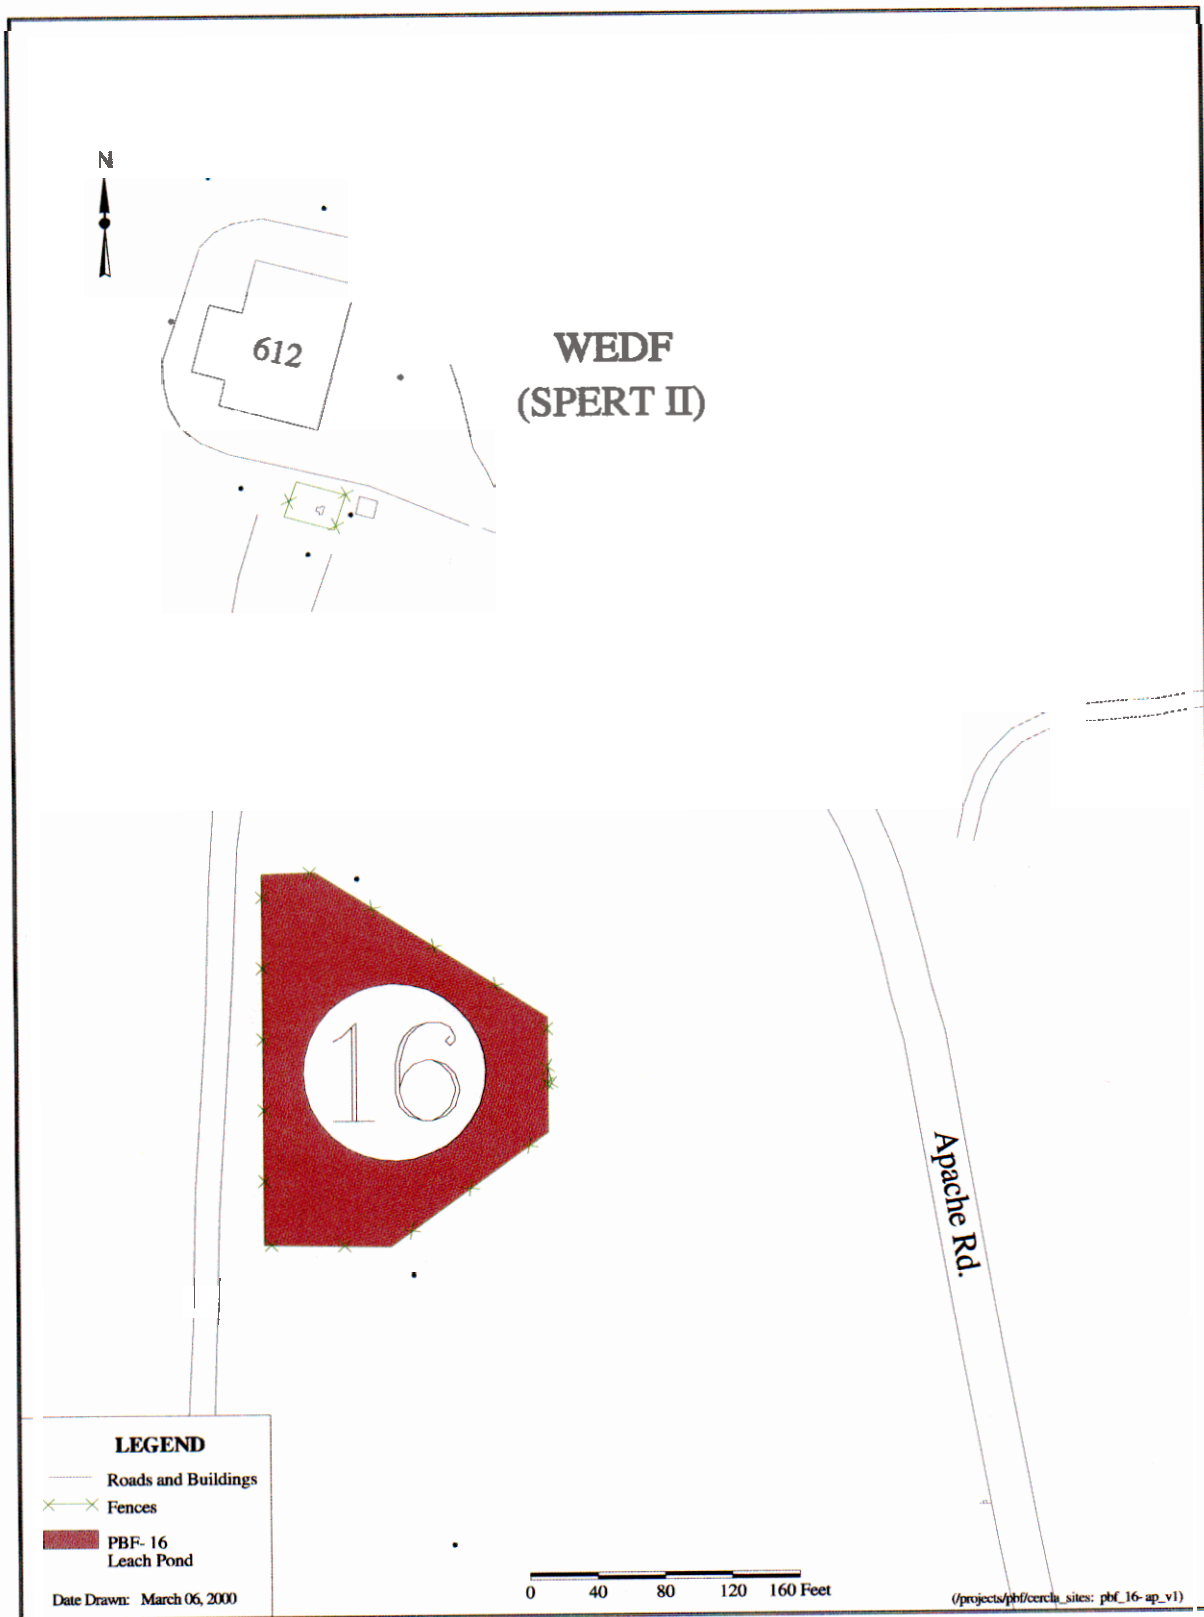 N
612
WEDF
(SPERT II)
16
Apache Rd.
LEGEND
Roads and Buildings
Fences
PBF- 16
Leach Pond
Date Drawn: March 06, 2000
0 40 80 120 160 Feet
(/projects/pbf/cercla_sites: pbf_16- ap_v1)